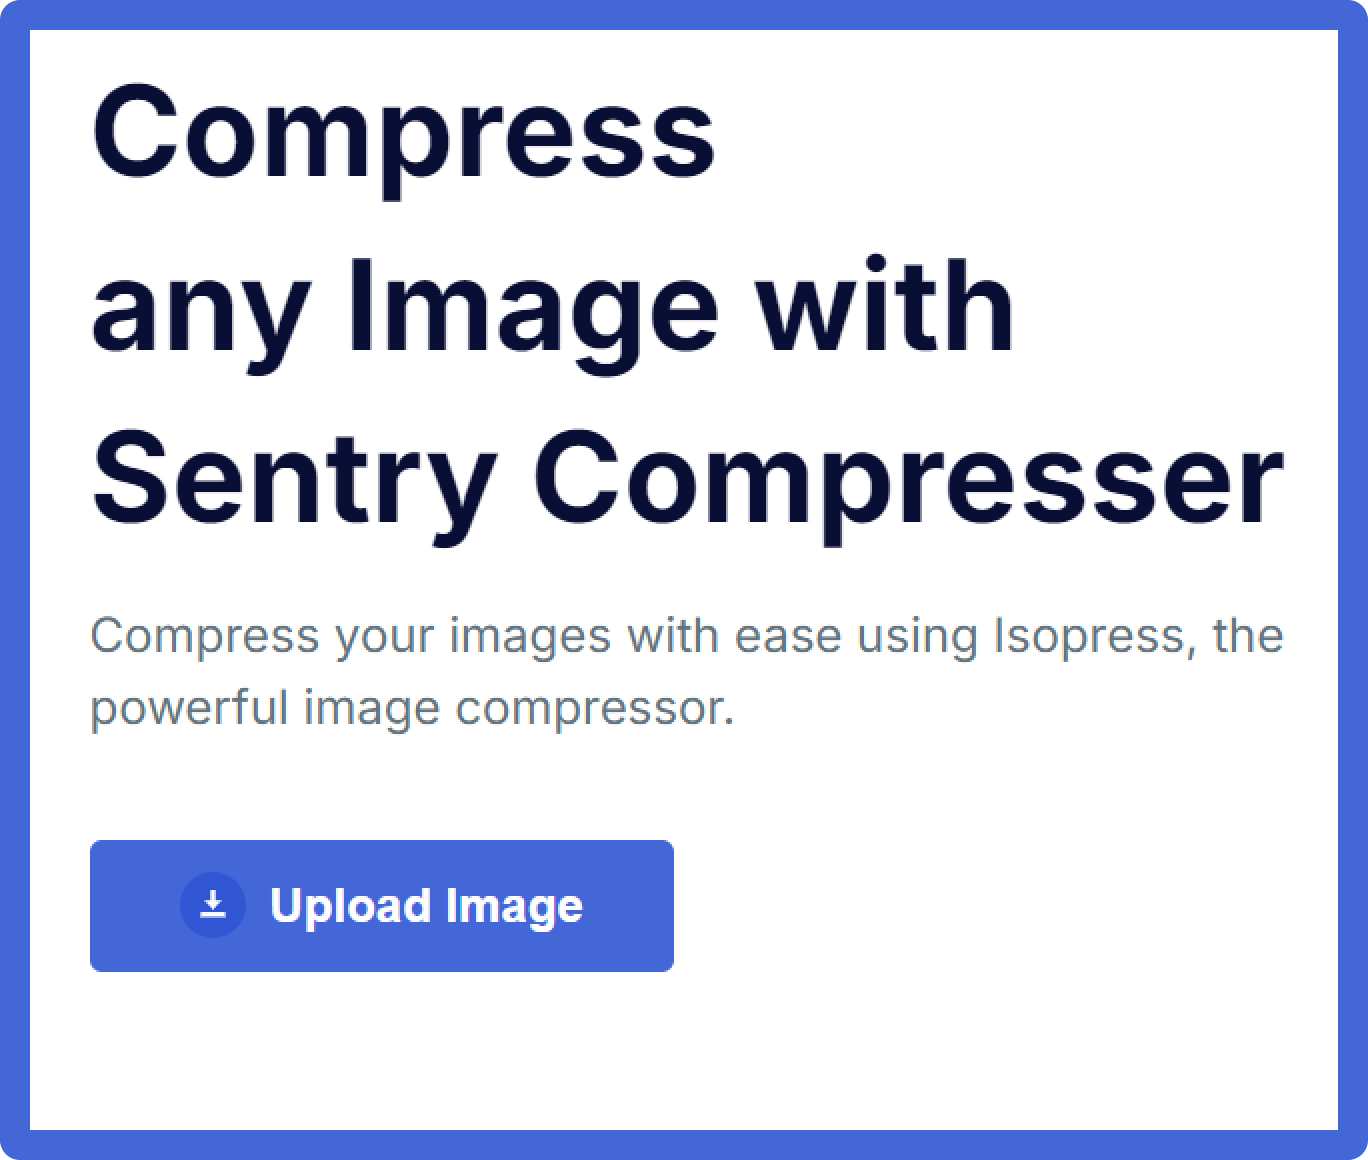 Compress
any Image with
Sentry Compresser
Compress your images with ease using Isopress, the
powerful image compressor.
Upload Image